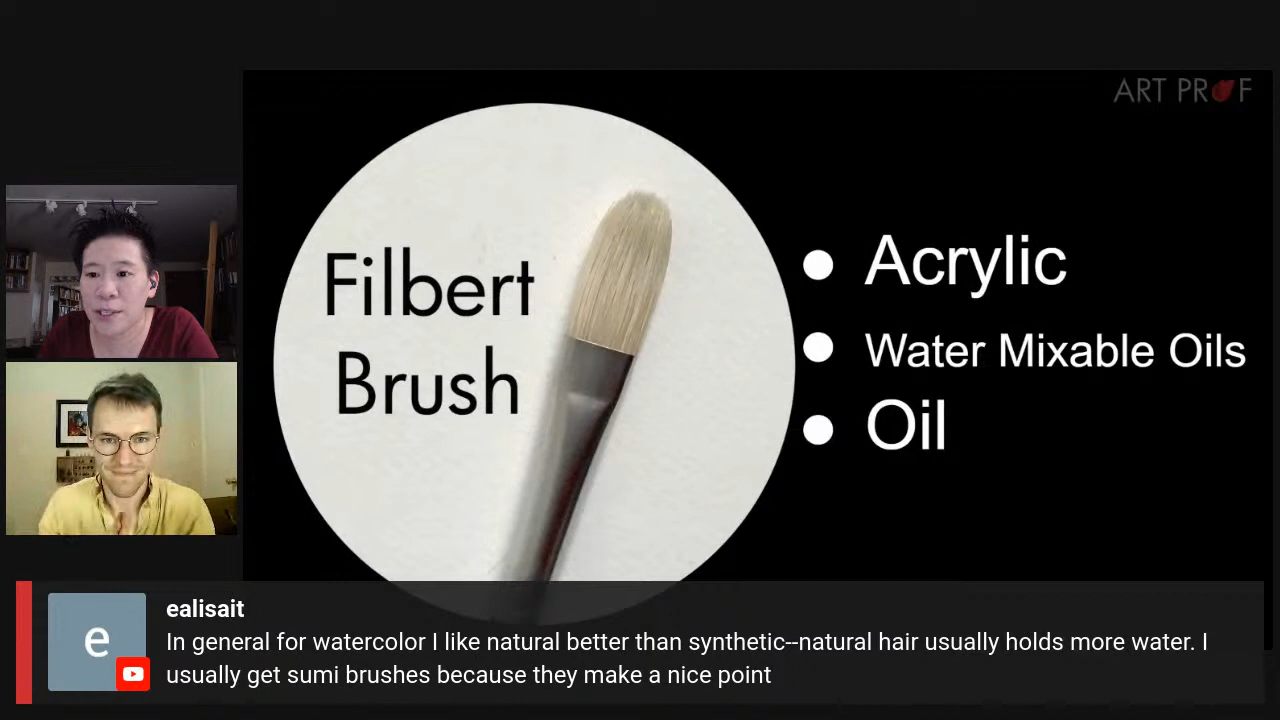 ART PROF
Filbert
Brush
Acrylic
Water Mixable Oils
Oil
e
ealisait
In general for watercolor I like natural better than synthetic--natural hair usually holds more water. I
usually get sumi brushes because they make a nice point